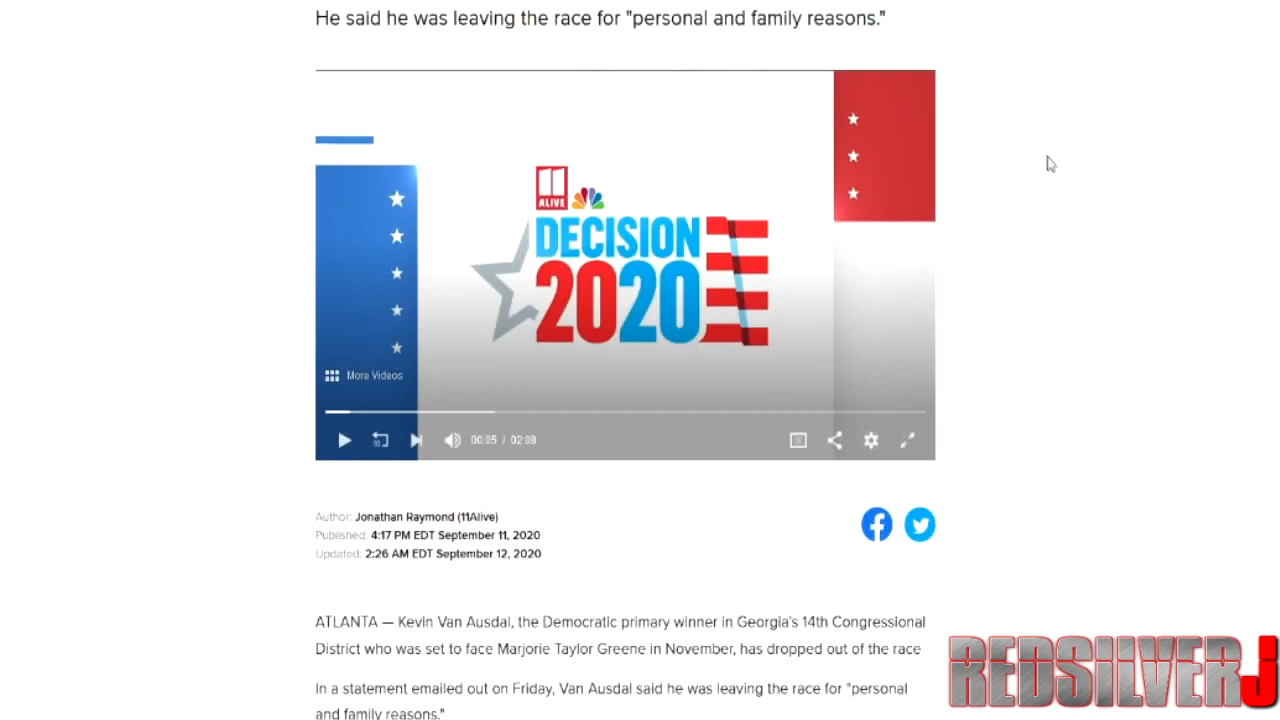 He said he was leaving the race for "personal and family reasons."
11
ALIVE
DECISION
2020
More Videos
10
00:05 / 02:08
Author: Jonathan Raymond (11Alive)
Published: 4:17 PM EDT September 11, 2020
Updated: 2:26 AM EDT September 12, 2020
ATLANTA — Kevin Van Ausdal, the Democratic primary winner in Georgia's 14th Congressional
District who was set to face Marjorie Taylor Greene in November, has dropped out of the race
In a statement emailed out on Friday, Van Ausdal said he was leaving the race for "personal
and family reasons."
REDSILVERJ